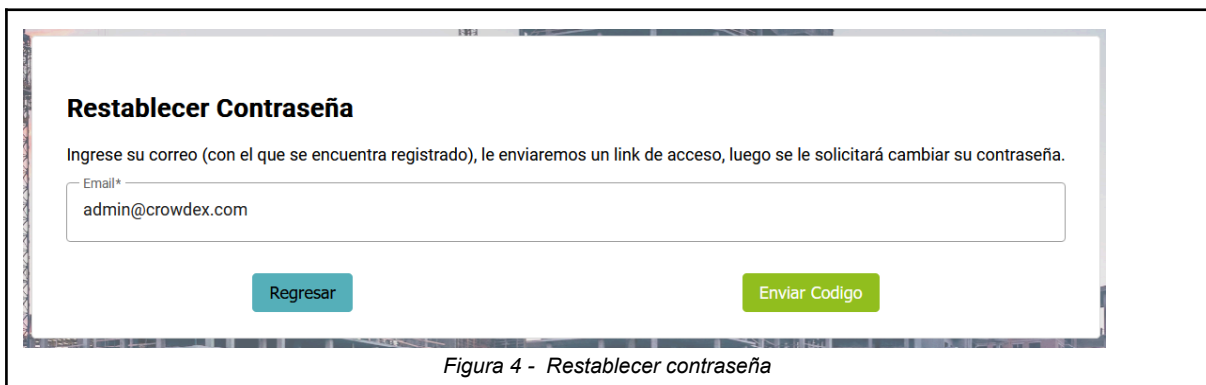 Restablecer Contraseña
Ingrese su correo (con el que se encuentra registrado), le enviaremos un link de acceso, luego se le solicitará cambiar su contraseña.
Email*
admin@crowdex.com
Regresar
Enviar Codigo
Figura 4 - Restablecer contraseña